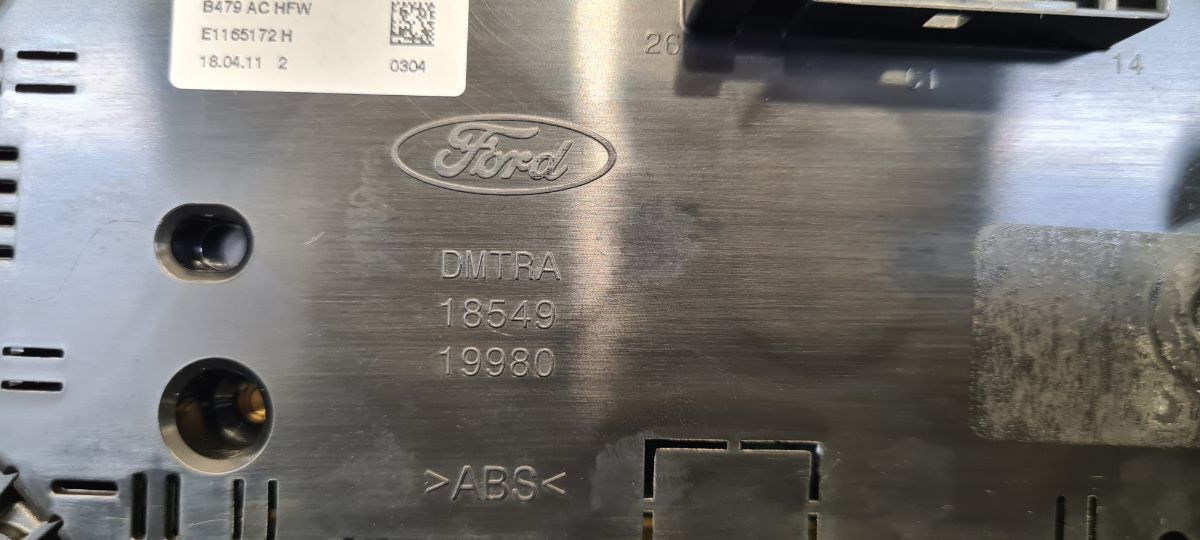 B479 AC HFW
E1165172 H
18.04.11 2
0304
26
C1
14
Ford
DMTRA
18549
19980
>ABS<